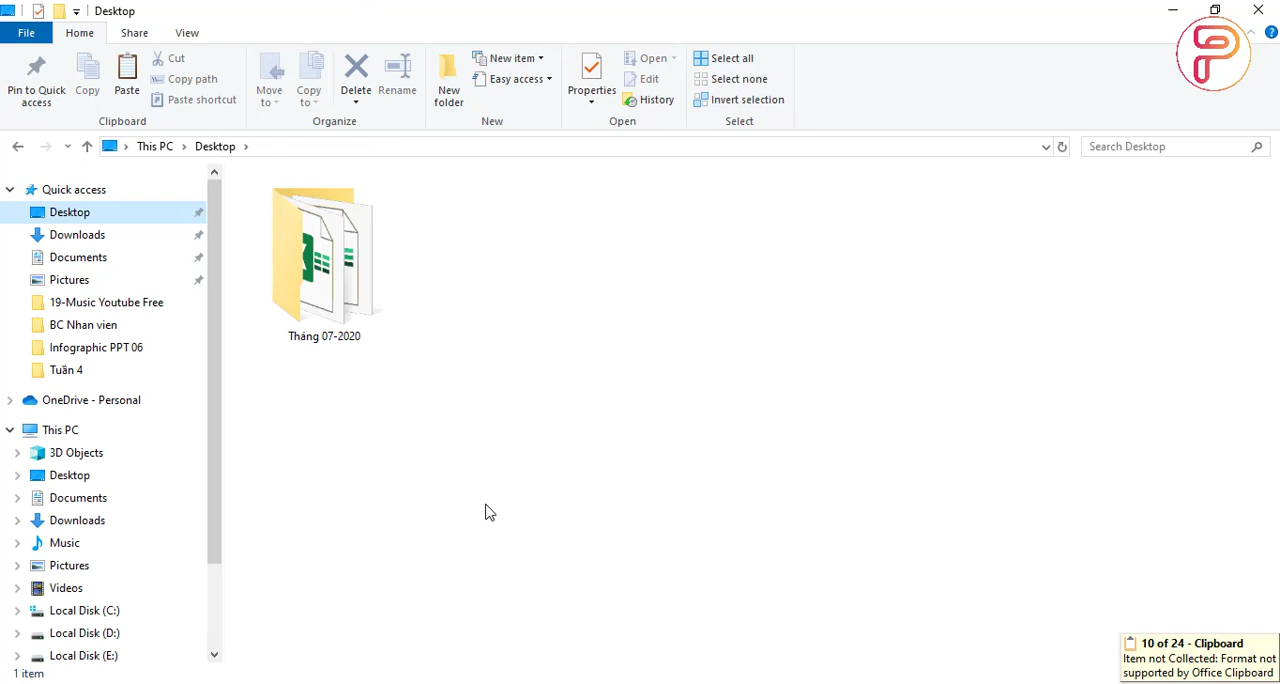 Desktop
File Home Share View
Pin to Quick access
Copy
Paste
Cut
Copy path
Paste shortcut
Clipboard
Move to
Copy to
Delete
Rename
Organize
New folder
New item
Easy access
New
Properties
Open
Edit
History
Open
Select all
Select none
Invert selection
Select
This PC > Desktop >
Search Desktop
Quick access
Desktop
Downloads
Documents
Pictures
19-Music Youtube Free
BC Nhan vien
Infographic PPT 06
Tuần 4
OneDrive - Personal
This PC
3D Objects
Desktop
Documents
Downloads
Music
Pictures
Videos
Local Disk (C:)
Local Disk (D:)
Local Disk (E:)
1 item
Tháng 07-2020
10 of 24 - Clipboard
Item not Collected: Format not
supported by Office Clipboard